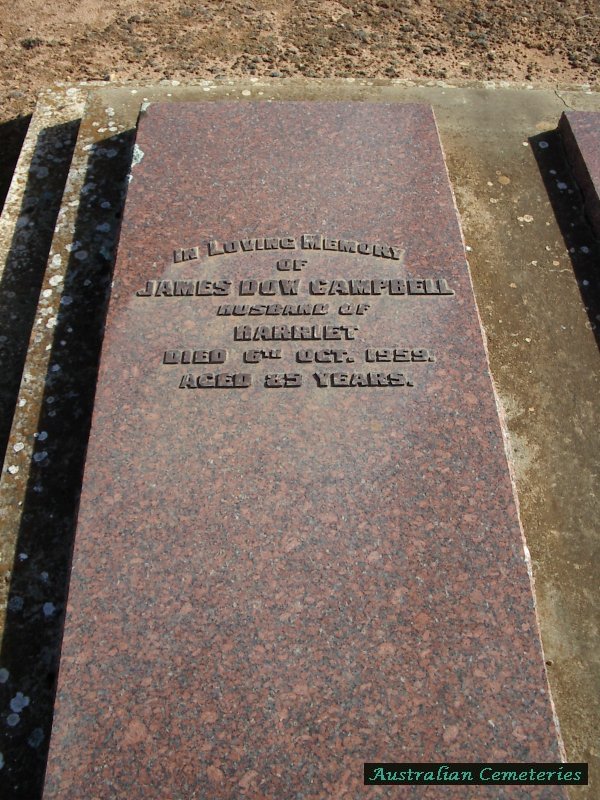 IN LOVING MEMORY
OF
JAMES DOW CAMPBELL
HUSBAND OF
HARRIET
DIED 6TH OCT. 1959.
AGED 85 YEARS.
Australian Cemeteries